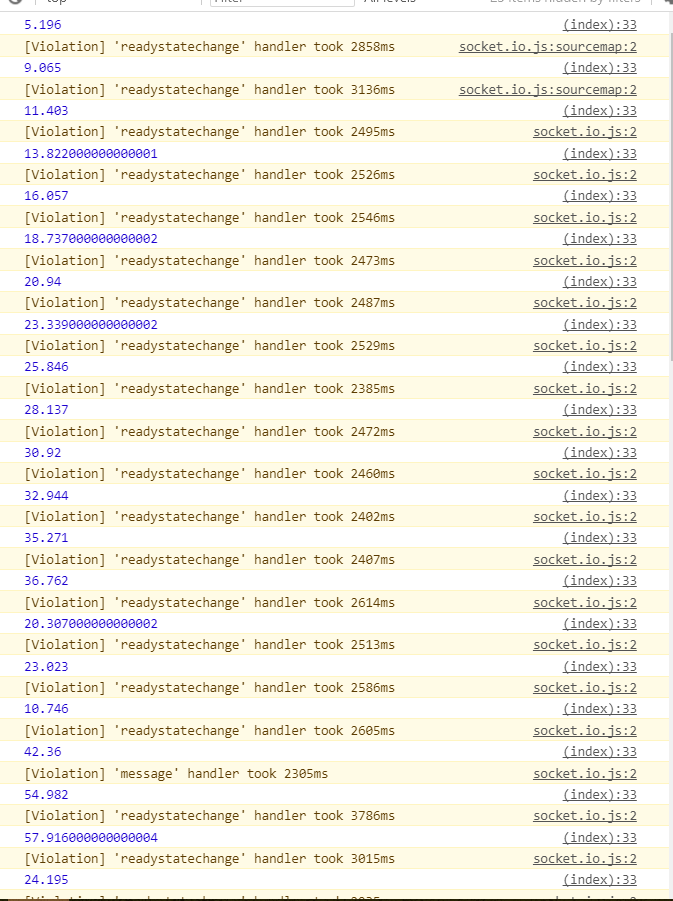 top
Filter
All levels
23 items hidden by filters
5.196 (index):33
[Violation] 'readystatechange' handler took 2858ms socket.io.js:sourcemap:2
9.065 (index):33
[Violation] 'readystatechange' handler took 3136ms socket.io.js:sourcemap:2
11.403 (index):33
[Violation] 'readystatechange' handler took 2495ms socket.io.js:2
13.822000000000001 (index):33
[Violation] 'readystatechange' handler took 2526ms socket.io.js:2
16.057 (index):33
[Violation] 'readystatechange' handler took 2546ms socket.io.js:2
18.737000000000002 (index):33
[Violation] 'readystatechange' handler took 2473ms socket.io.js:2
20.94 (index):33
[Violation] 'readystatechange' handler took 2487ms socket.io.js:2
23.339000000000002 (index):33
[Violation] 'readystatechange' handler took 2529ms socket.io.js:2
25.846 (index):33
[Violation] 'readystatechange' handler took 2385ms socket.io.js:2
28.137 (index):33
[Violation] 'readystatechange' handler took 2472ms socket.io.js:2
30.92 (index):33
[Violation] 'readystatechange' handler took 2460ms socket.io.js:2
32.944 (index):33
[Violation] 'readystatechange' handler took 2402ms socket.io.js:2
35.271 (index):33
[Violation] 'readystatechange' handler took 2407ms socket.io.js:2
36.762 (index):33
[Violation] 'readystatechange' handler took 2614ms socket.io.js:2
20.307000000000002 (index):33
[Violation] 'readystatechange' handler took 2513ms socket.io.js:2
23.023 (index):33
[Violation] 'readystatechange' handler took 2586ms socket.io.js:2
10.746 (index):33
[Violation] 'readystatechange' handler took 2605ms socket.io.js:2
42.36 (index):33
[Violation] 'message' handler took 2305ms socket.io.js:2
54.982 (index):33
[Violation] 'readystatechange' handler took 3786ms socket.io.js:2
57.916000000000004 (index):33
[Violation] 'readystatechange' handler took 3015ms socket.io.js:2
24.195 (index):33